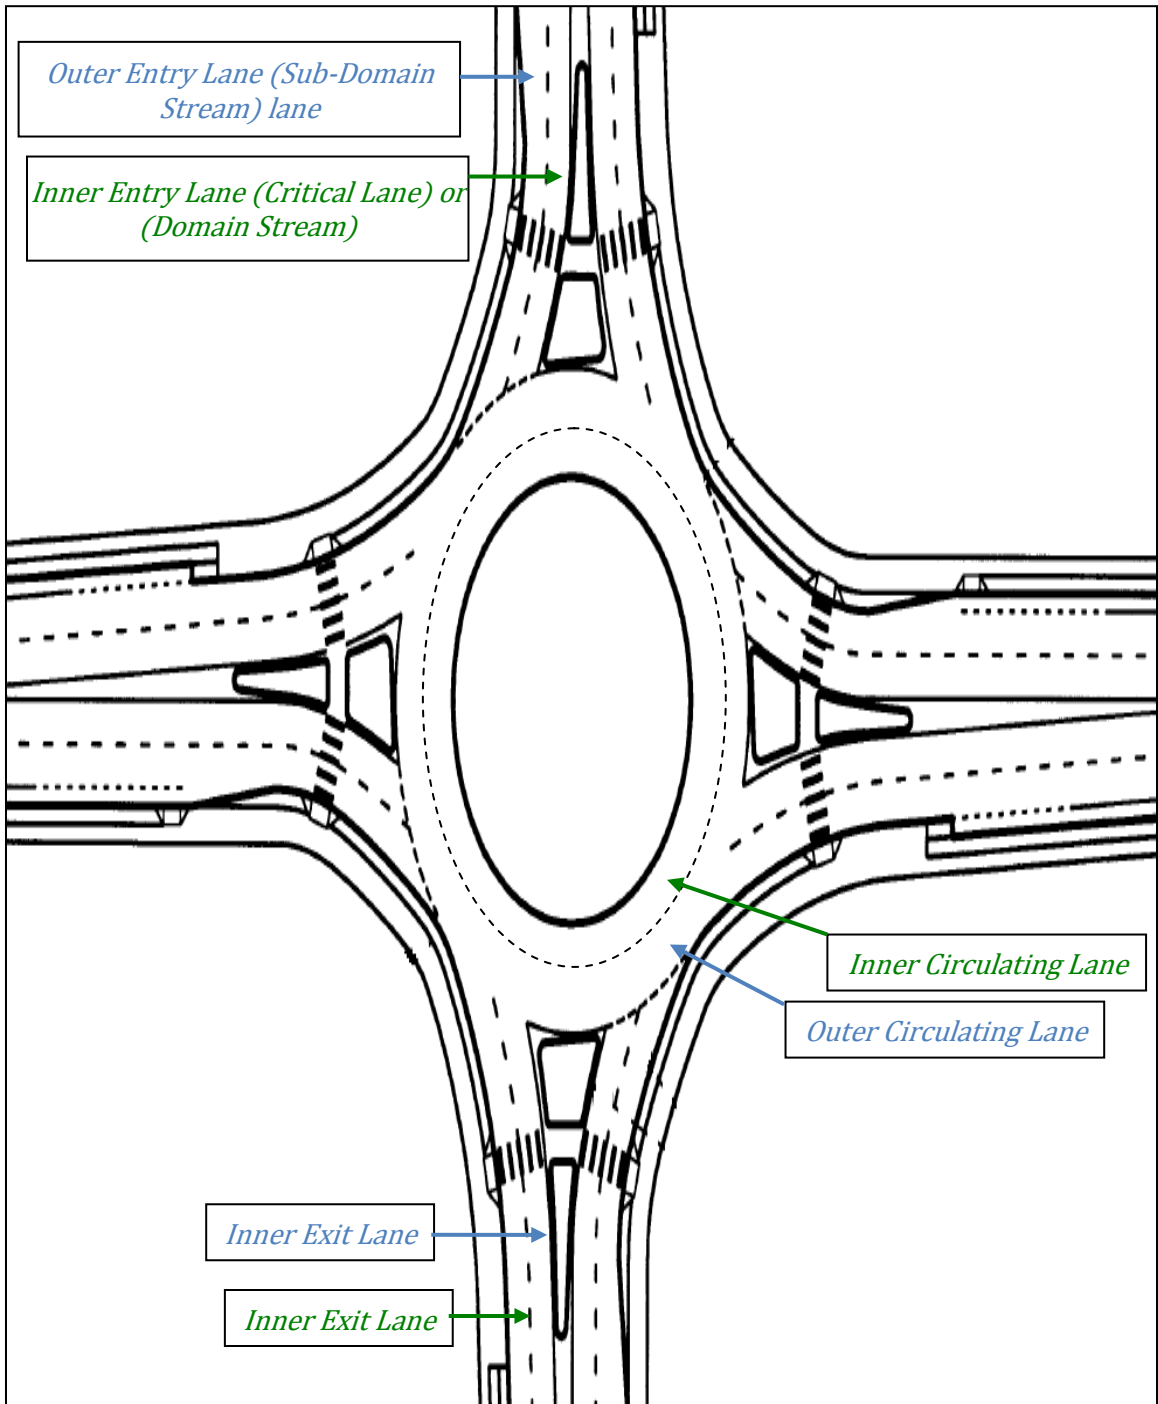 Outer Entry Lane (Sub-Domain
Stream) lane
Inner Entry Lane (Critical Lane) or
(Domain Stream)
Inner Circulating Lane
Outer Circulating Lane
Inner Exit Lane
Inner Exit Lane